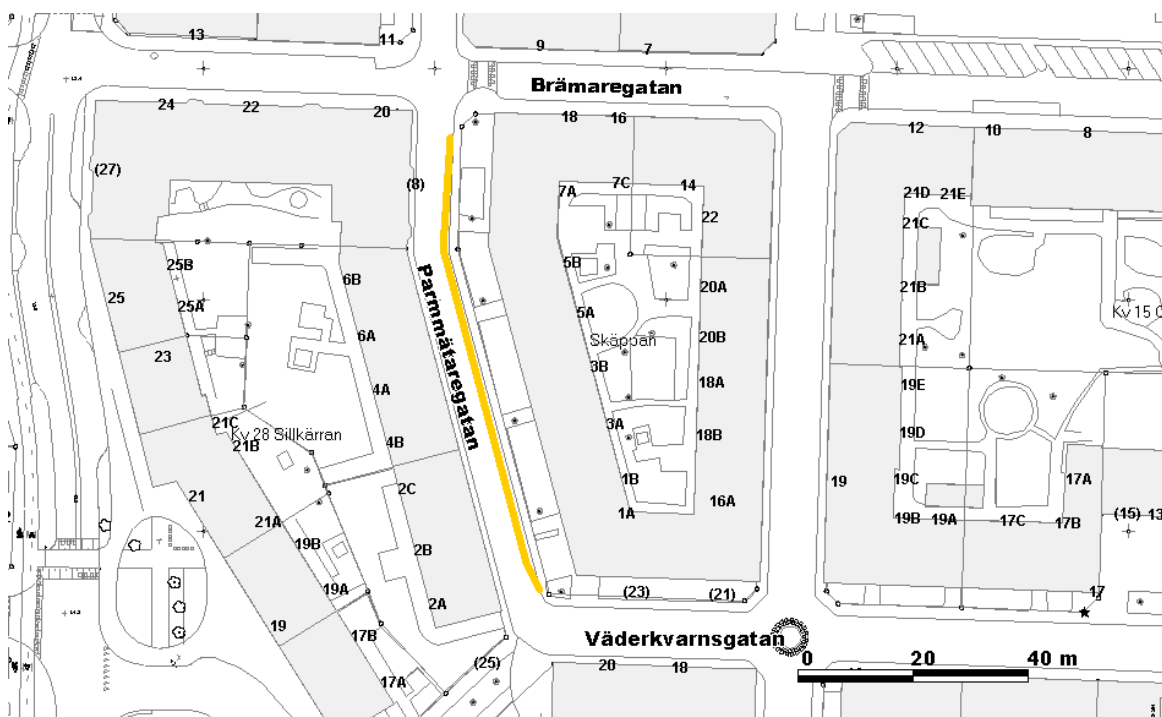 13
11
9
7
Brämaregatan
24
22
20
18
16
12
10
8
(27)
(8)
7A
7C
14
22
21D
21E
21C
25B
25A
25
6B
6A
5B
5A
20A
21B
Kv 15
Skäppan
20B
21A
23
Parmmätaregatan
4A
3B
18A
19E
21C
Kv 28 Sillkärran
21B
4B
3A
18B
19D
21
2C
1B
16A
19
19C
17A
21A
1A
19B
19A
17C
17B
(15)
13
19B
2B
19A
2A
(23)
(21)
17
19
17B
Väderkvarnsgatan
(25)
20
18
17A
0
20
40 m